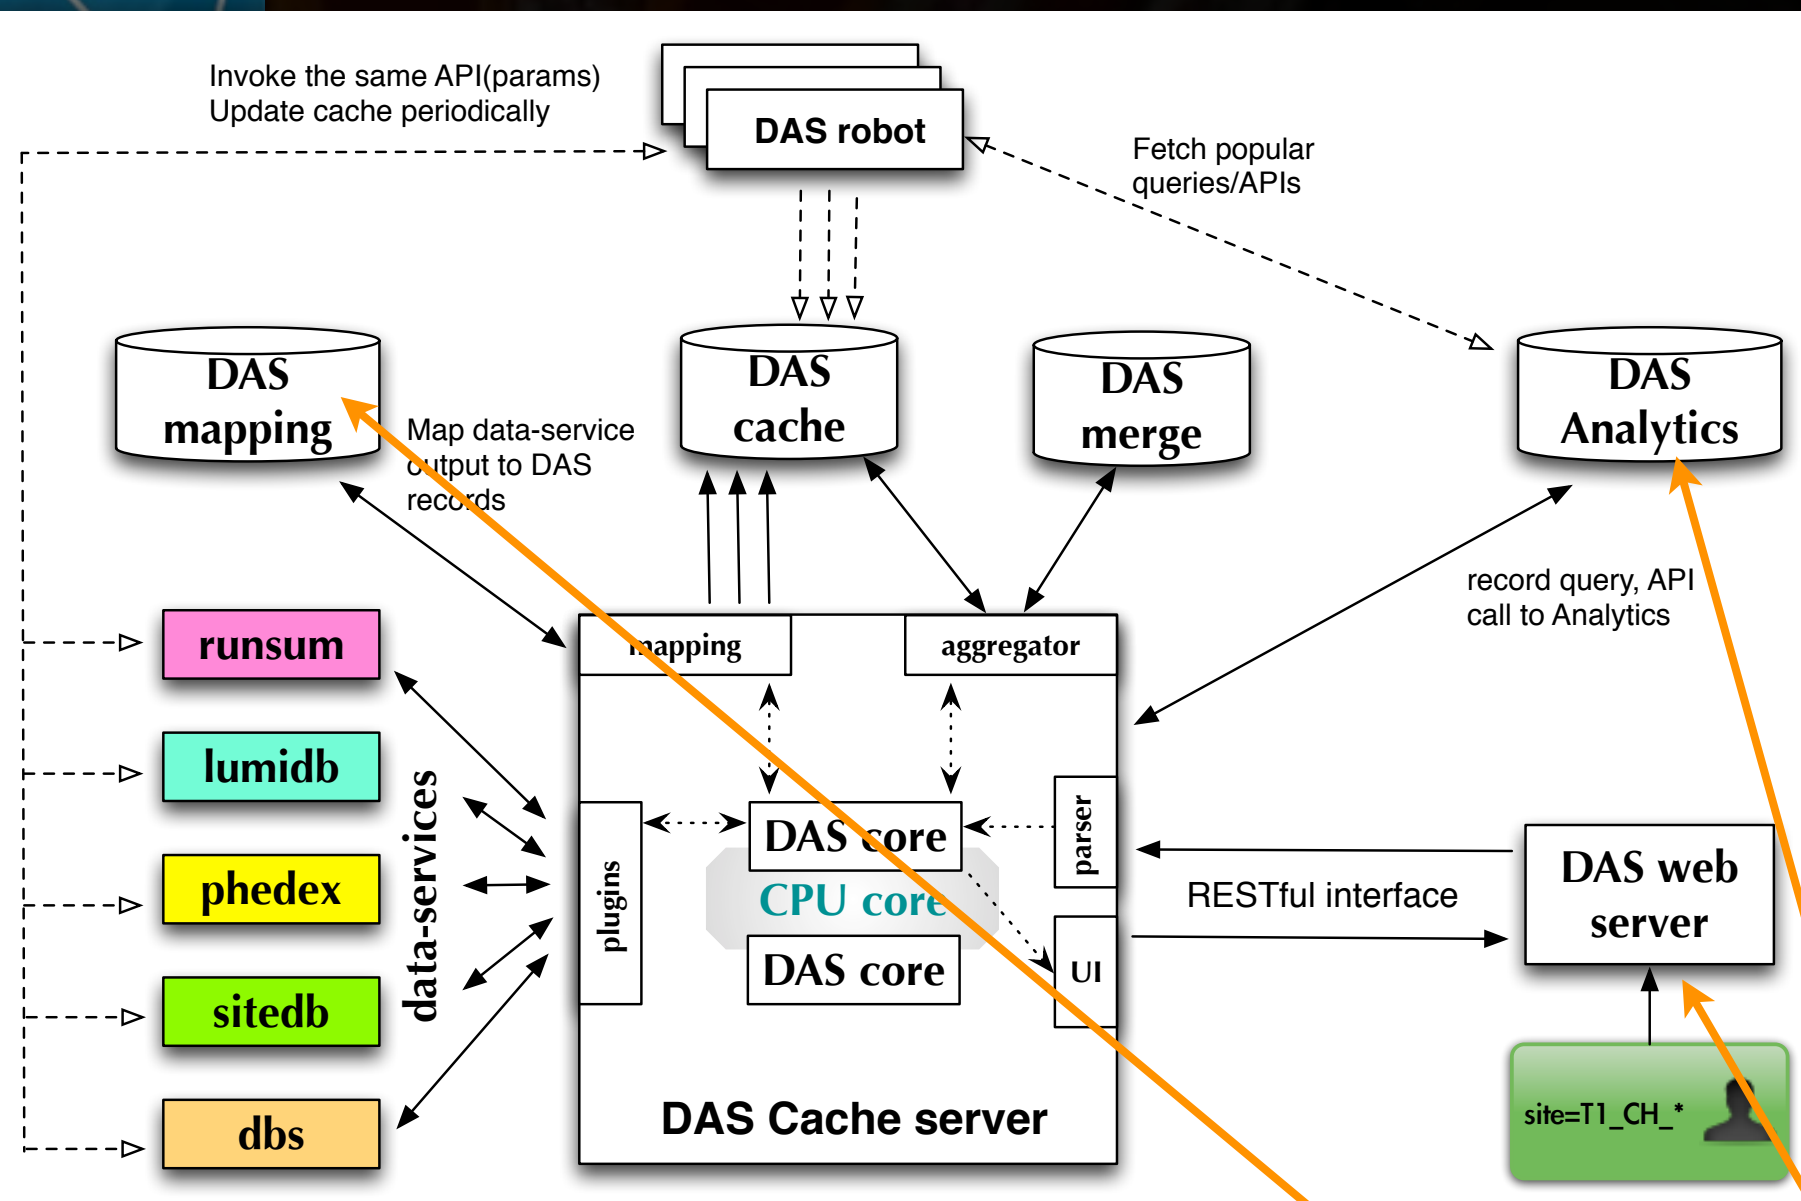 Invoke the same API(params)
Update cache periodically
DAS robot
Fetch popular
queries/APIs
DAS
mapping
DAS
cache
DAS
merge
DAS
Analytics
Map data-service
output to DAS
records
record query, API
call to Analytics
mapping
aggregator
runsum
lumidb
phedex
sitedb
dbs
data-services
plugins
DAS core
CPU core
DAS core
parser
UI
RESTful interface
DAS web
server
DAS Cache server
site=T1_CH_*